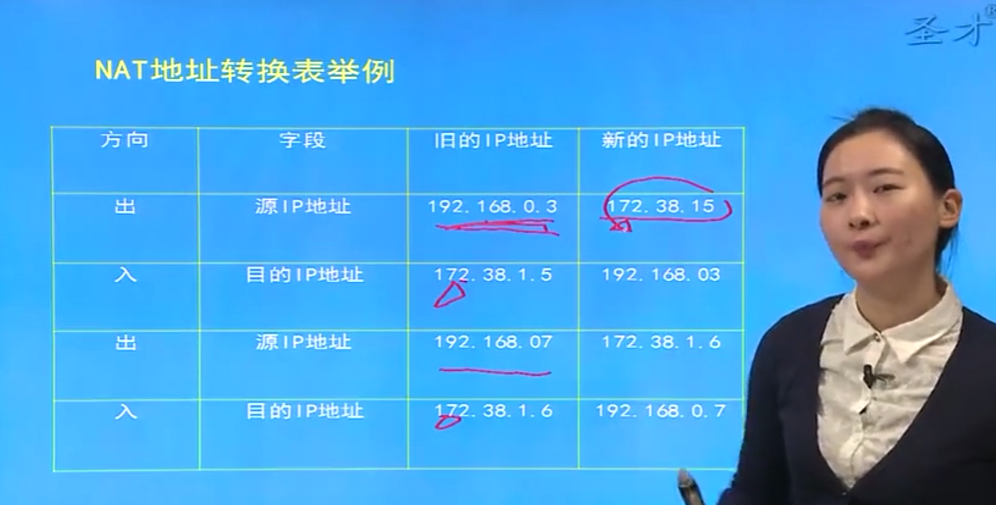 圣才®
NAT地址转换表举例
方向 字段 旧的IP地址 新的IP地址
出 源IP地址 192.168.0.3 172.38.15
入 目的IP地址 172.38.1.5 192.168.03
出 源IP地址 192.168.07 172.38.1.6
入 目的IP地址 172.38.1.6 192.168.0.7